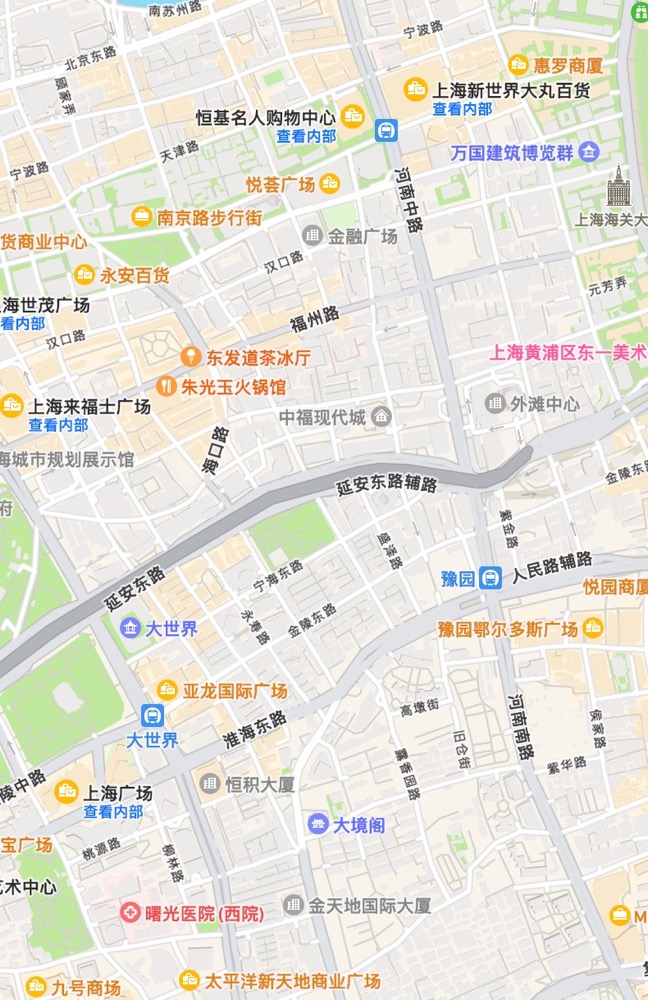 南苏州路
宁波路
北京东路
惠罗商厦
顾家弄
上海新世界大丸百货
查看内部
恒基名人购物中心
查看内部
天津路
万国建筑博览群
宁波路
悦荟广场
河南中路
南京路步行街
上海海关大
货商业中心
金融广场
汉口路
永安百货
元芳弄
海世茂广场
看内部
福州路
汉口路
东发道茶冰厅
上海黄浦区东一美术
朱光玉火锅馆
上海来福士广场
查看内部
外滩中心
中福现代城
海口路
海城市规划展示馆
金陵东路
延安东路辅路
府
紫金路
盛泽路
人民路辅路
豫园
宁海东路
延安东路
悦园商厦
永寿路
金陵东路
大世界
豫园鄂尔多斯广场
亚龙国际广场
高墩街
侯家路
淮海东路
河南南路
大世界
旧仓街
紫华路
麝香园路
恒积大厦
陵中路
上海广场
查看内部
大境阁
宝广场
桃源路
柳林路
艺术中心
曙光医院(西院)
金天地国际大厦
M
太平洋新天地商业广场
九号商场